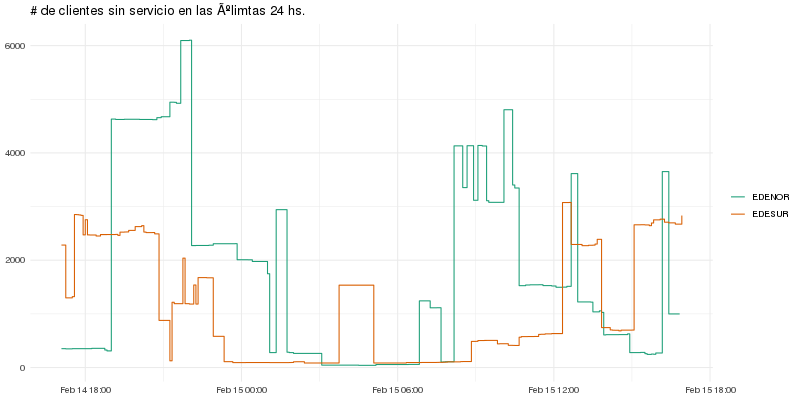 # de clientes sin servicio en las Ãºlimtas 24 hs.
6000
4000
2000
0
Feb 14 18:00
Feb 15 00:00
Feb 15 06:00
Feb 15 12:00
Feb 15 18:00
EDENOR
EDESUR